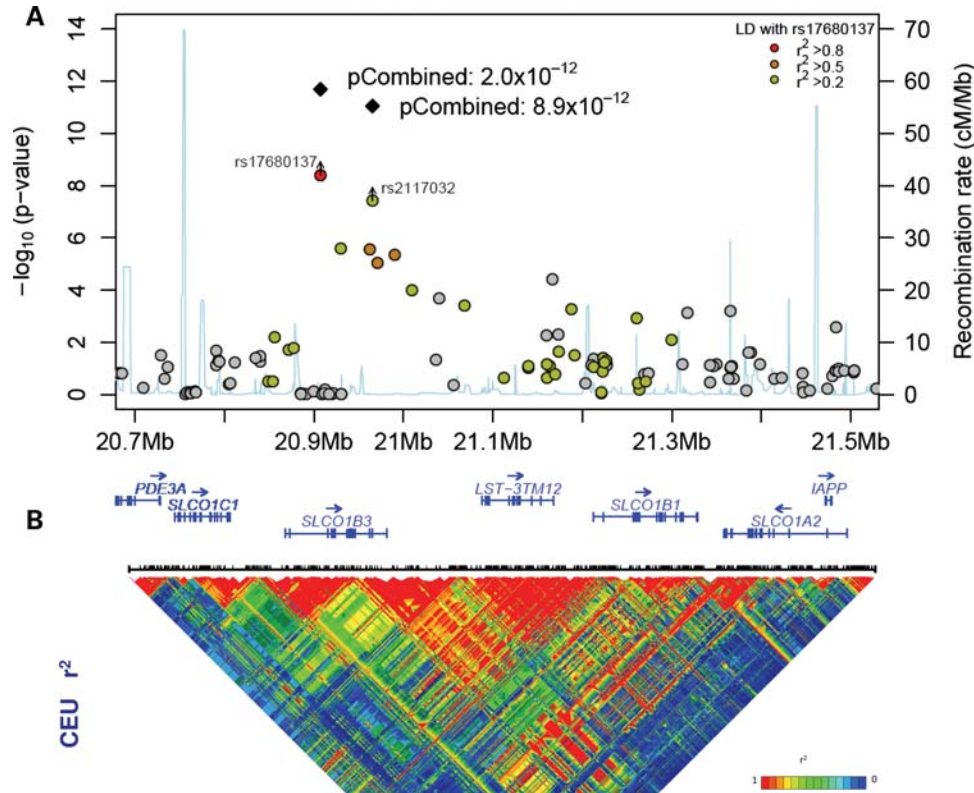 A
LD with rs17680137
r² >0.8
r² >0.5
r² >0.2
pCombined: 2.0x10⁻¹²
pCombined: 8.9x10⁻¹²
rs17680137
rs2117032
−log₁₀ (p−value)
14
12
10
8
6
4
2
0
Recombination rate (cM/Mb)
70
60
50
40
30
20
10
0
20.7Mb 20.9Mb 21Mb 21.1Mb 21.3Mb 21.5Mb
PDE3A LST−3TM12 IAPP
SLCO1C1 SLCO1B1
SLCO1B3 SLCO1A2
B
CEU r²
r²
1 0